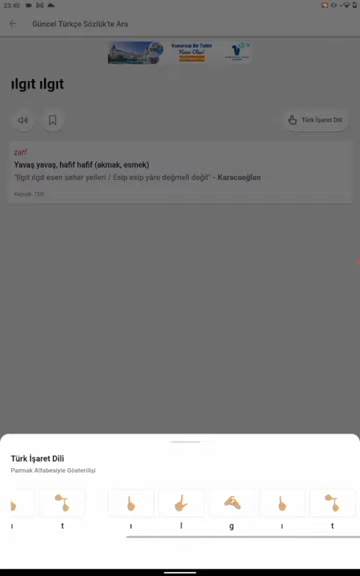 23:40
Güncel Türkçe Sözlük'te Ara
ılgıt ılgıt
Türk İşaret Dili
zarf
Yavaş yavaş, hafif hafif (akmak, esmek)
"Ilgıt ılgıt esen seher yelleri / Esip esip yâre değmeli değil" - Karacaoğlan
Kaynak: TDK
Türk İşaret Dili
Parmak Alfabesiyle Gösterilişi
ı t ı l g ı t